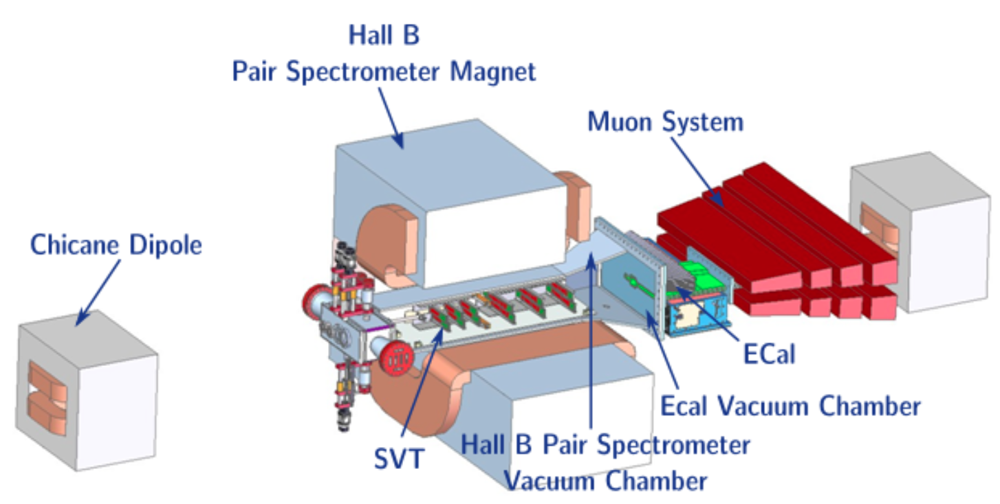 Hall B
Pair Spectrometer Magnet
Muon System
Chicane Dipole
ECal
Ecal Vacuum Chamber
SVT
Hall B Pair Spectrometer
Vacuum Chamber